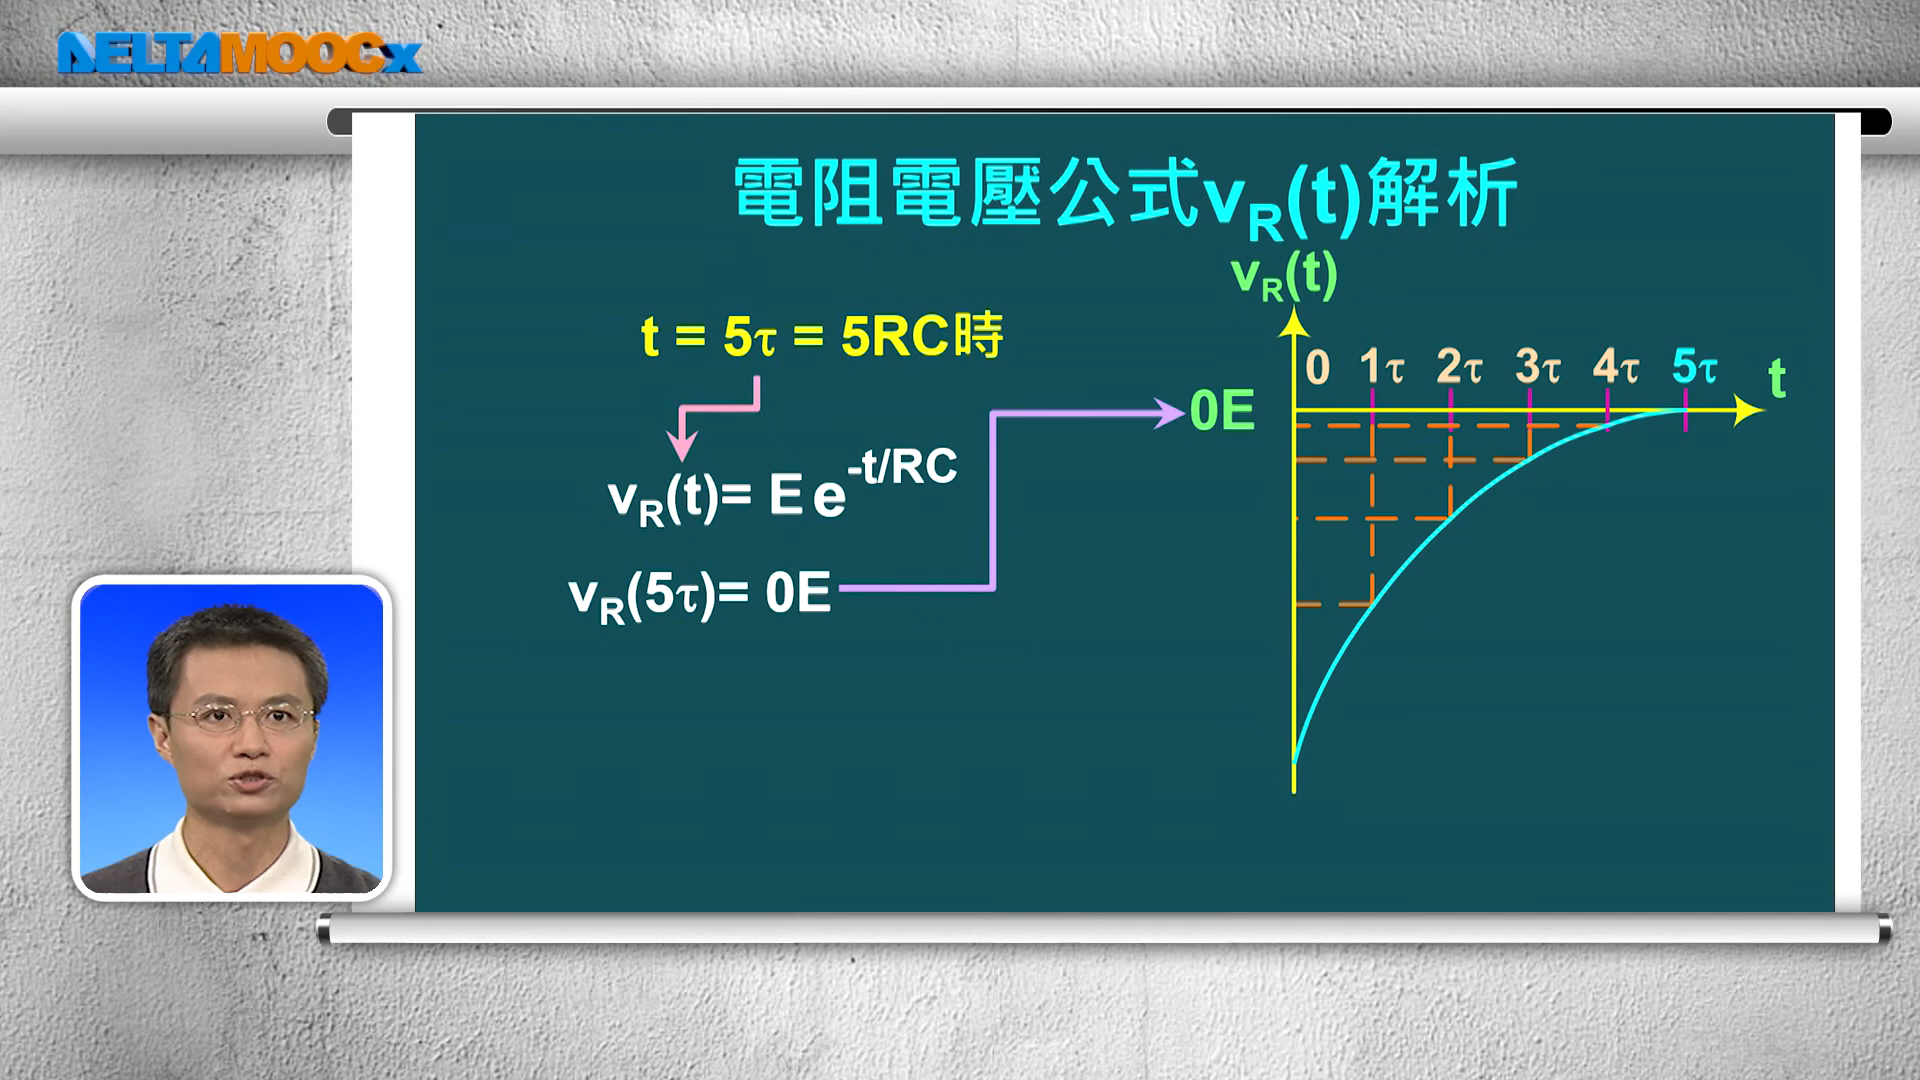 DELTAMOOCx
電阻電壓公式vR(t)解析
vR(t)
t = 5τ = 5RC時
0 1τ 2τ 3τ 4τ 5τ t
0E
vR(t)= E e-t/RC
vR(5τ)= 0E